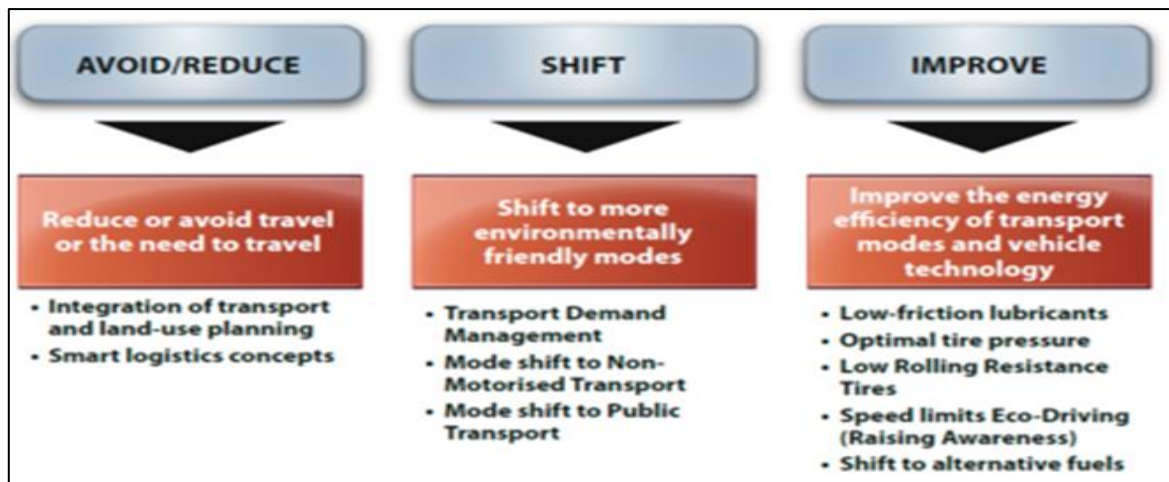 AVOID/REDUCE
Reduce or avoid travel
or the need to travel
• Integration of transport
and land-use planning
• Smart logistics concepts
SHIFT
Shift to more
environmentally
friendly modes
• Transport Demand
Management
• Mode shift to Non-
Motorised Transport
• Mode shift to Public
Transport
IMPROVE
Improve the energy
efficiency of transport
modes and vehicle
technology
• Low-friction lubricants
• Optimal tire pressure
• Low Rolling Resistance
Tires
• Speed limits Eco-Driving
(Raising Awareness)
• Shift to alternative fuels